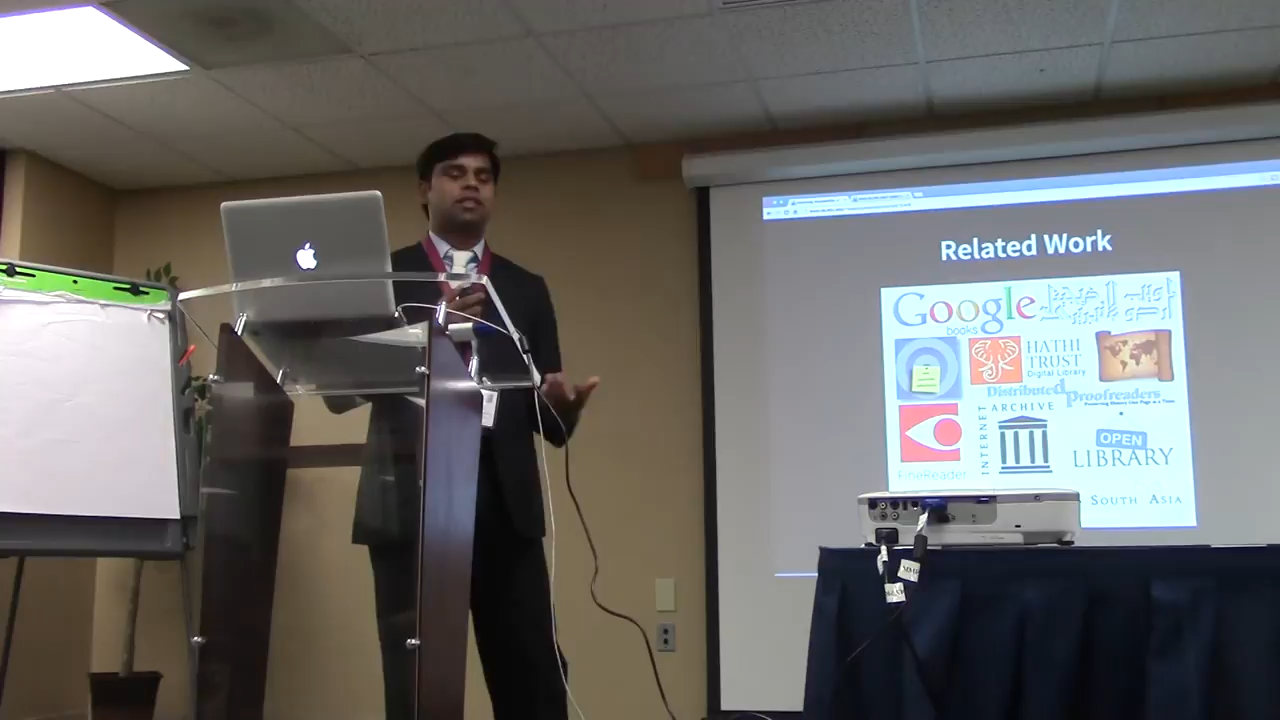 Related Work
Google
books
HATHI
TRUST
Digital Library
Distributed
Proofreaders
INTERNET
ARCHIVE
FineReader
OPEN
LIBRARY
SOUTH ASIA